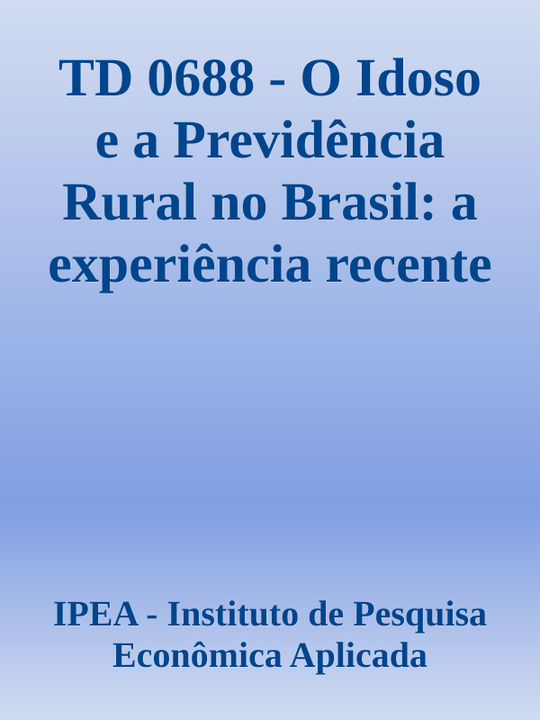 TD 0688 - O Idoso
e a Previdência
Rural no Brasil: a
experiência recente
IPEA - Instituto de Pesquisa
Econômica Aplicada